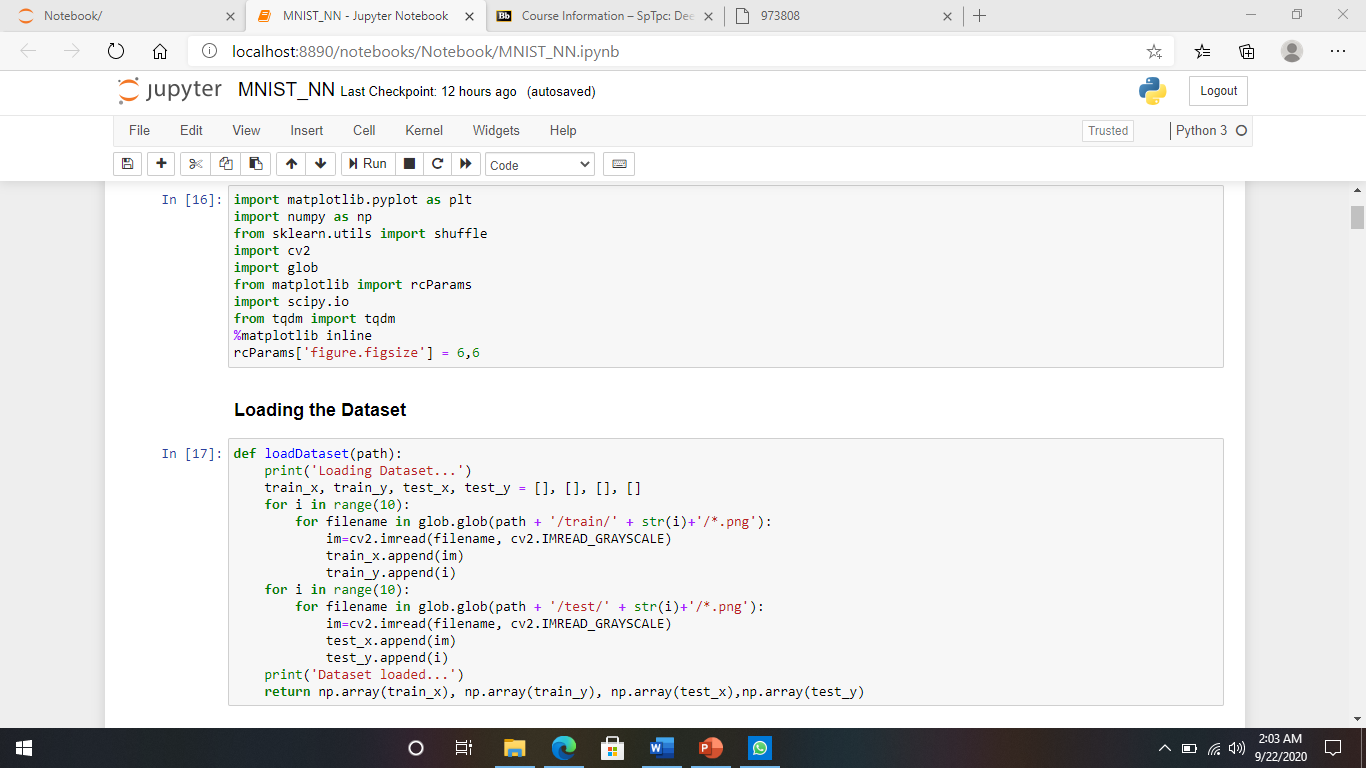 Notebook/
MNIST_NN - Jupyter Notebook
Bb Course Information – SpTpc: Dee
973808
localhost:8890/notebooks/Notebook/MNIST_NN.ipynb
jupyter MNIST_NN Last Checkpoint: 12 hours ago (autosaved)
Logout
File Edit View Insert Cell Kernel Widgets Help
Trusted
Python 3
Run
Code
In [16]:
import matplotlib.pyplot as plt
import numpy as np
from sklearn.utils import shuffle
import cv2
import glob
from matplotlib import rcParams
import scipy.io
from tqdm import tqdm
%matplotlib inline
rcParams['figure.figsize'] = 6,6
Loading the Dataset
In [17]:
def loadDataset(path):
    print('Loading Dataset...')
    train_x, train_y, test_x, test_y = [], [], [], []
    for i in range(10):
        for filename in glob.glob(path + '/train/' + str(i)+'/*.png'):
            im=cv2.imread(filename, cv2.IMREAD_GRAYSCALE)
            train_x.append(im)
            train_y.append(i)
    for i in range(10):
        for filename in glob.glob(path + '/test/' + str(i)+'/*.png'):
            im=cv2.imread(filename, cv2.IMREAD_GRAYSCALE)
            test_x.append(im)
            test_y.append(i)
    print('Dataset loaded...')
    return np.array(train_x), np.array(train_y), np.array(test_x),np.array(test_y)
2:03 AM
9/22/2020